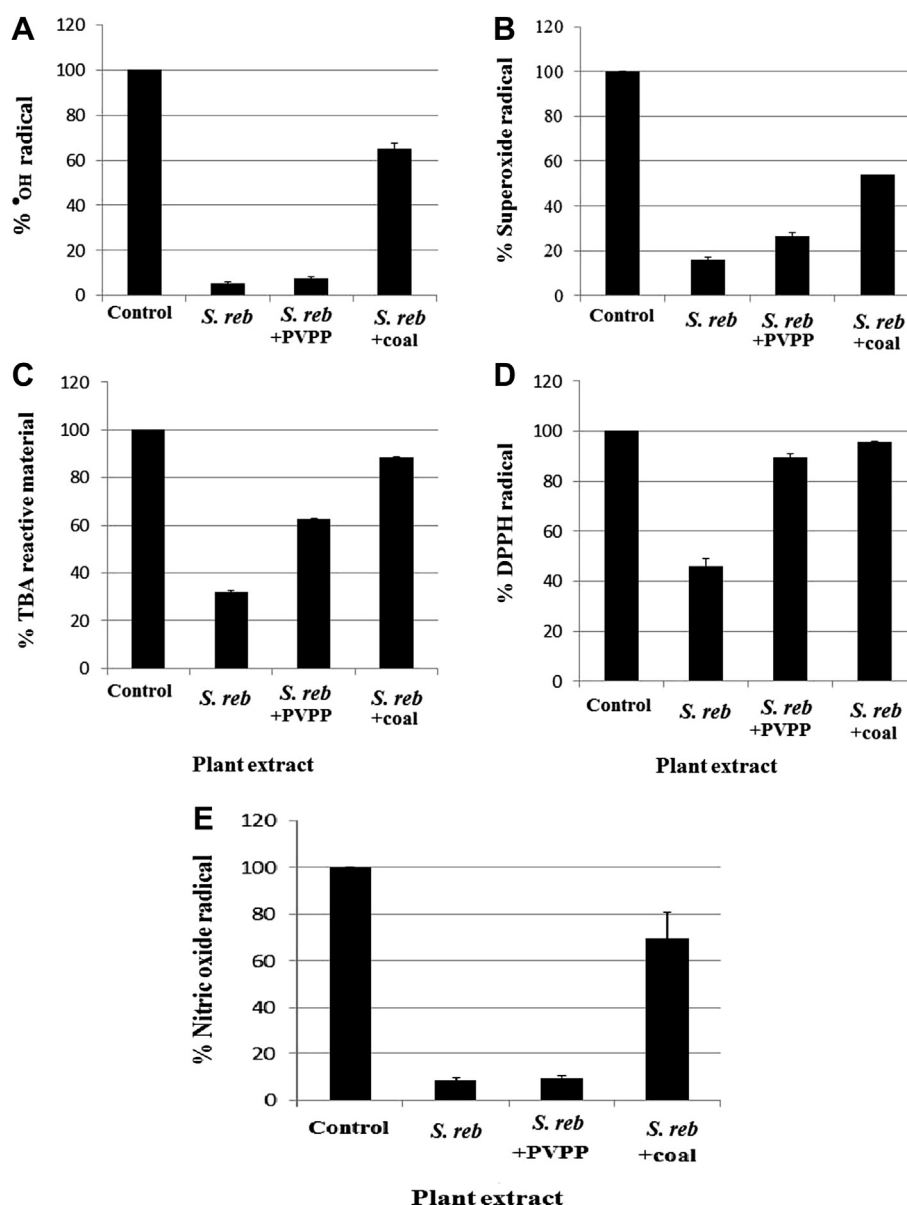 A
120
100
80
60
40
20
0
% •OH radical
Control
S. reb
S. reb
+PVPP
S. reb
+coal
B
120
100
80
60
40
20
0
% Superoxide radical
Control
S. reb
S. reb
+PVPP
S. reb
+coal
C
120
100
80
60
40
20
0
% TBA reactive material
Control
S. reb
S. reb
+PVPP
S. reb
+coal
Plant extract
D
120
100
80
60
40
20
0
% DPPH radical
Control
S. reb
S. reb
+PVPP
S. reb
+coal
Plant extract
E
120
100
80
60
40
20
0
% Nitric oxide radical
Control
S. reb
S. reb
+PVPP
S. reb
+coal
Plant extract